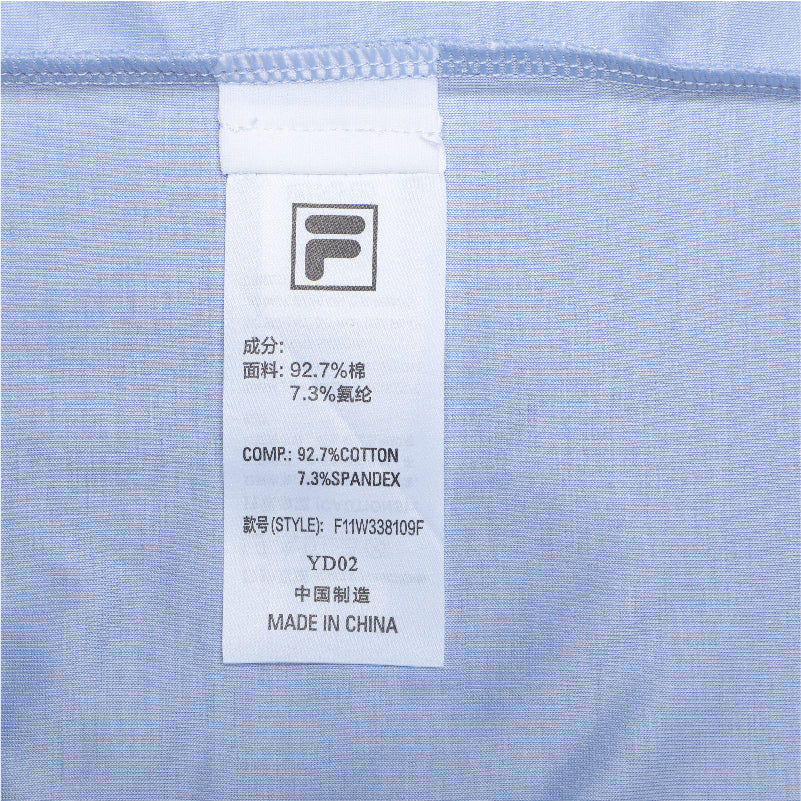 F
成分:
面料: 92.7%棉
7.3%氨纶
COMP.: 92.7%COTTON
7.3%SPANDEX
款号(STYLE): F11W338109F
YD02
中国制造
MADE IN CHINA